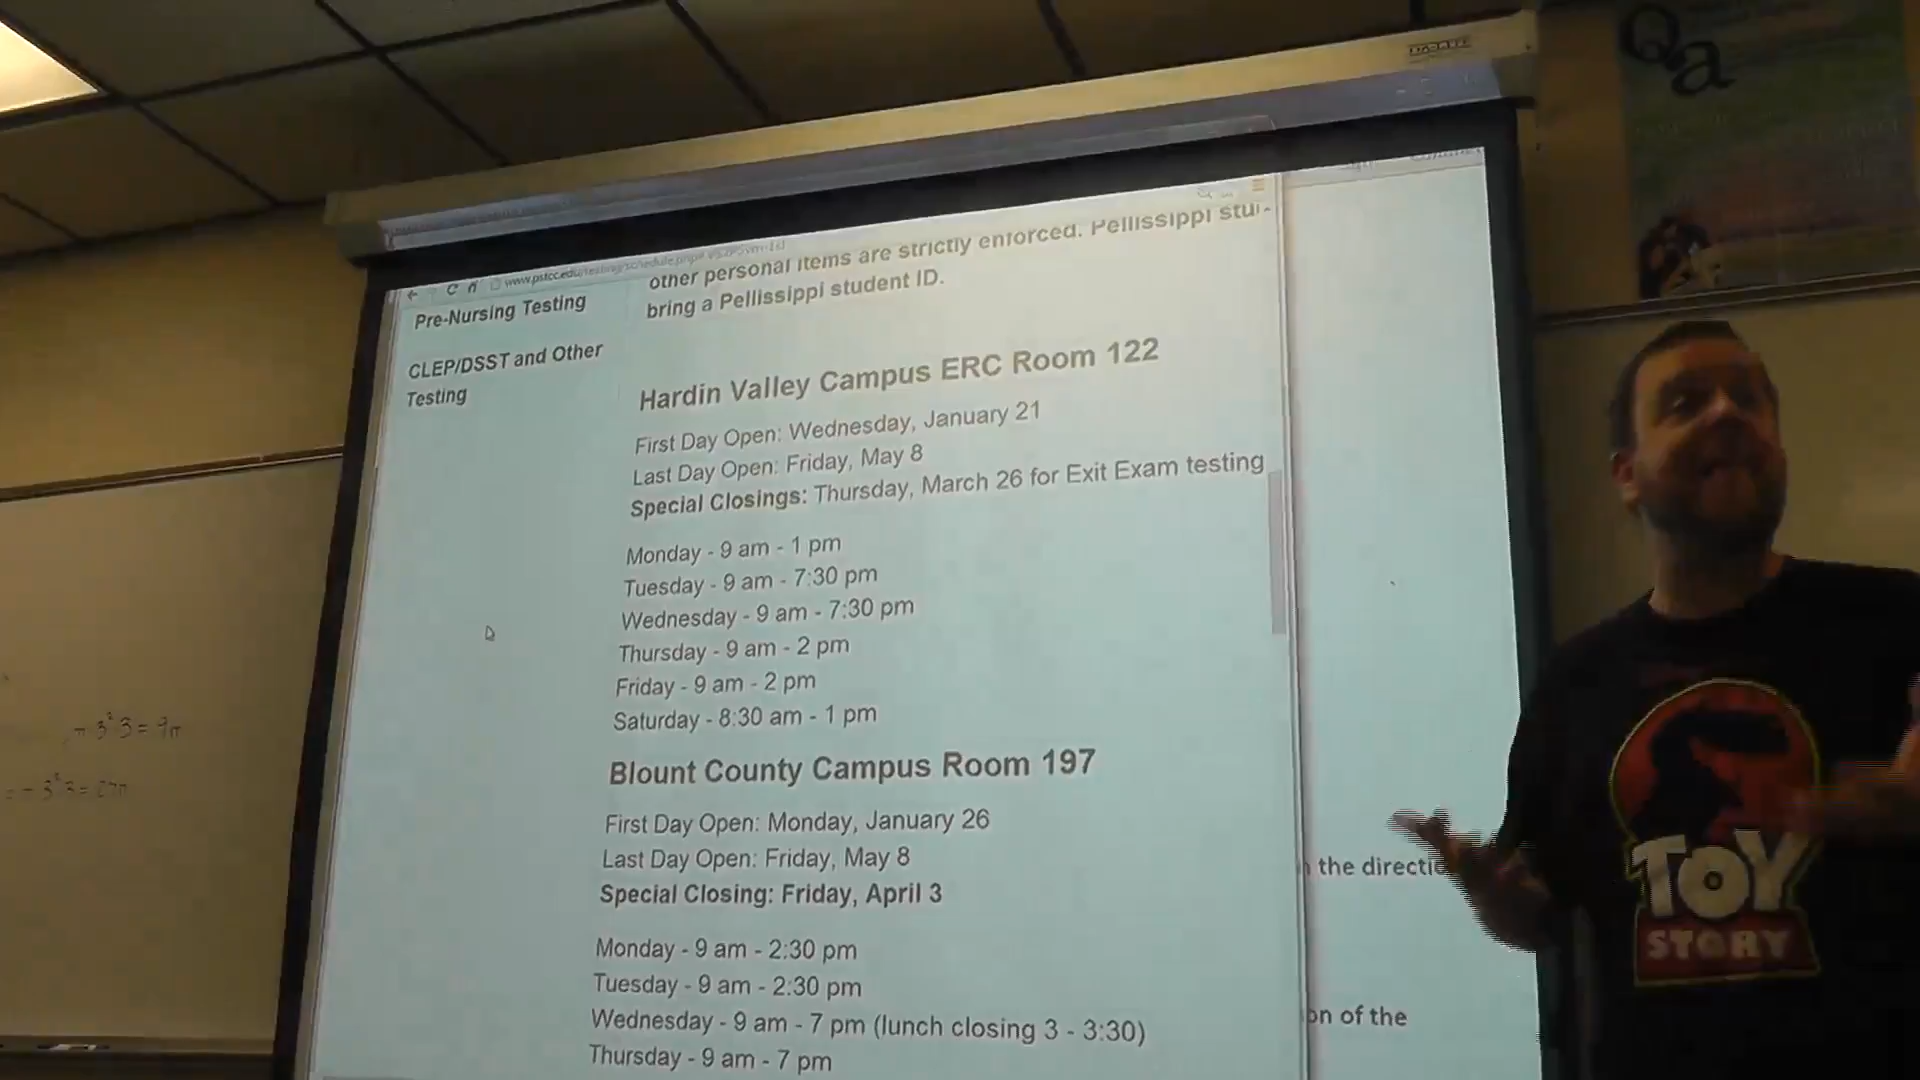 DA-LITE
Qa
other personal items are strictly enforced. Pellissippi stu
bring a Pellissippi student ID.
Pre-Nursing Testing
CLEP/DSST and Other
Testing
Hardin Valley Campus ERC Room 122
First Day Open: Wednesday, January 21
Last Day Open: Friday, May 8
Special Closings: Thursday, March 26 for Exit Exam testing
Monday - 9 am - 1 pm
Tuesday - 9 am - 7:30 pm
Wednesday - 9 am - 7:30 pm
Thursday - 9 am - 2 pm
Friday - 9 am - 2 pm
Saturday - 8:30 am - 1 pm
Blount County Campus Room 197
First Day Open: Monday, January 26
Last Day Open: Friday, May 8
Special Closing: Friday, April 3
Monday - 9 am - 2:30 pm
Tuesday - 9 am - 2:30 pm
Wednesday - 9 am - 7 pm (lunch closing 3 - 3:30)
Thursday - 9 am - 7 pm
the directi
on of the
TOY
STORY
3²3 = 9π